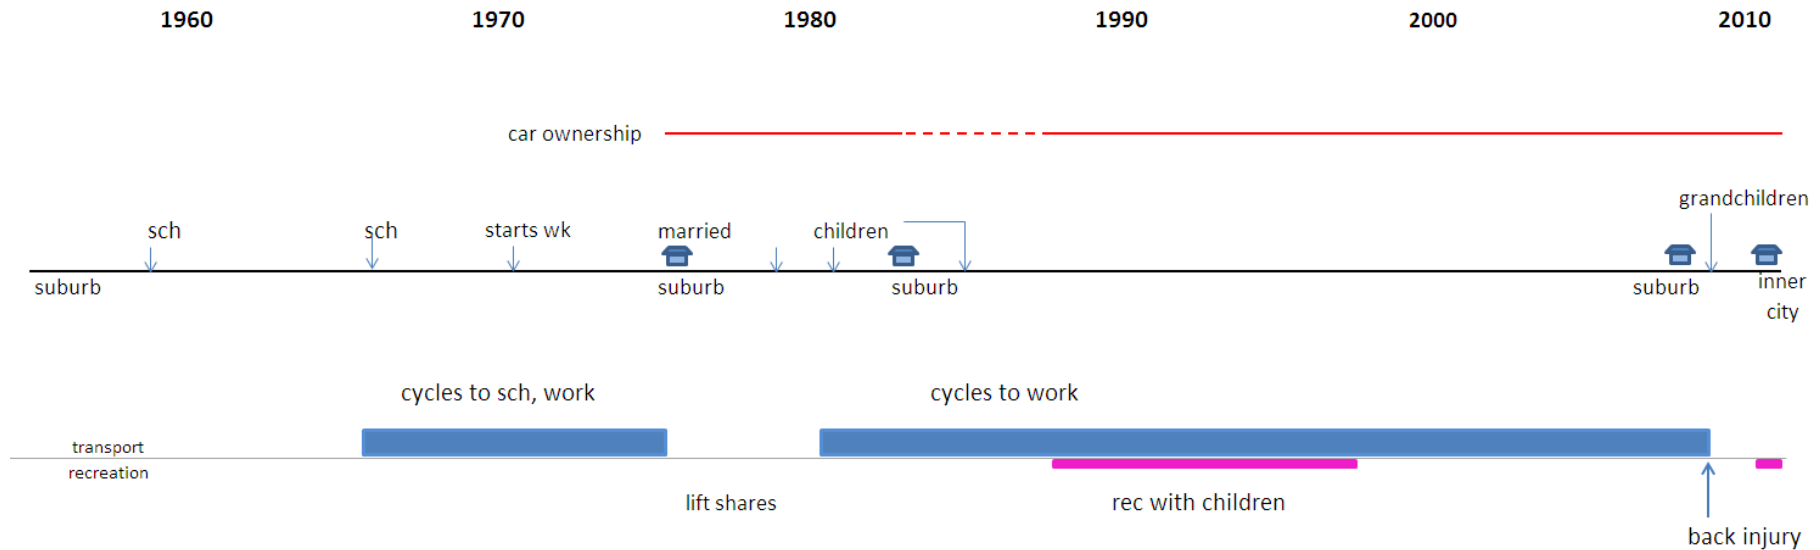 1960 1970 1980 1990 2000 2010
car ownership
grandchildren
sch sch starts wk married children
suburb suburb suburb suburb inner
city
cycles to sch, work cycles to work
transport
recreation
lift shares rec with children
back injury